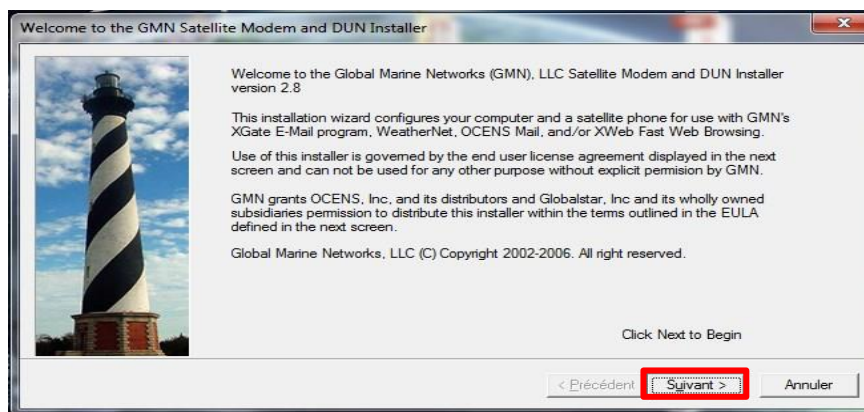 Welcome to the GMN Satellite Modem and DUN Installer
Welcome to the Global Marine Networks (GMN), LLC Satellite Modem and DUN Installer
version 2.8
This installation wizard configures your computer and a satellite phone for use with GMN's
XGate E-Mail program, WeatherNet, OCENS Mail, and/or XWeb Fast Web Browsing.
Use of this installer is governed by the end user license agreement displayed in the next
screen and can not be used for any other purpose without explicit permision by GMN.
GMN grants OCENS, Inc, and its distributors and Globalstar, Inc and its wholly owned
subsidiaries permission to distribute this installer within the terms outlined in the EULA
defined in the next screen.
Global Marine Networks, LLC (C) Copyright 2002-2006. All right reserved.
Click Next to Begin
< Précédent Suivant > Annuler